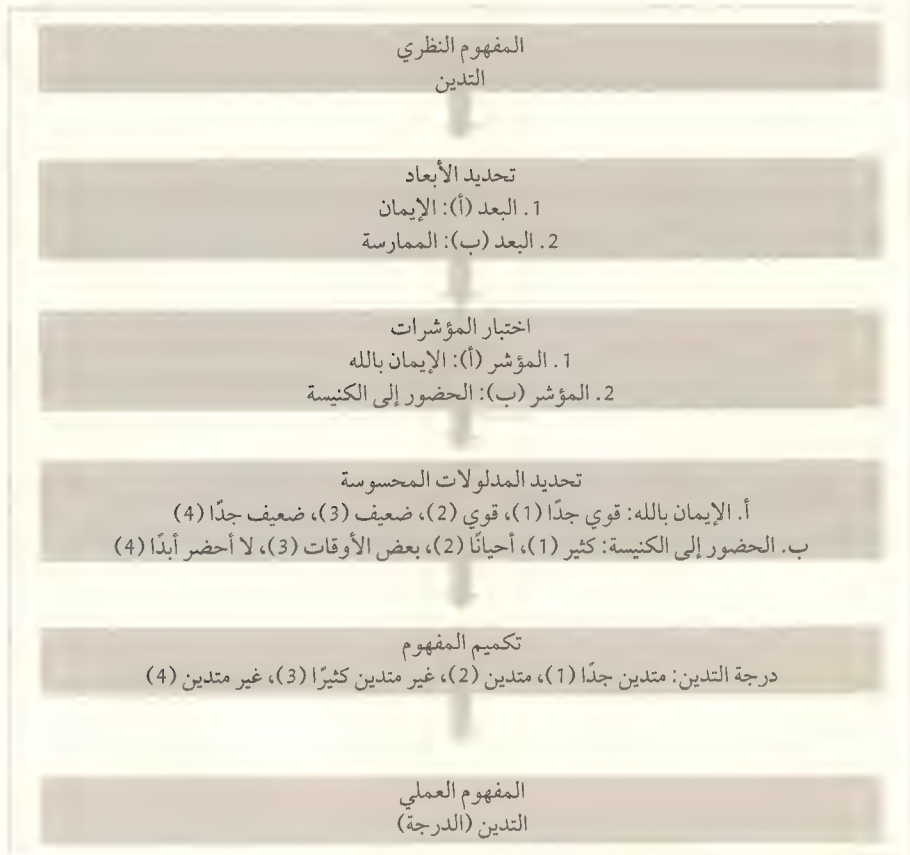 المفهوم النظري
التدين
تحديد الأبعاد
1. البعد (أ): الإيمان
2. البعد (ب): الممارسة
اختبار المؤشرات
1. المؤشر (أ): الإيمان بالله
2. المؤشر (ب): الحضور إلى الكنيسة
تحديد المدلولات المحسوسة
أ. الإيمان بالله: قوي جدًا (1)، قوي (2)، ضعيف (3)، ضعيف جدًا (4)
ب. الحضور إلى الكنيسة: كثير (1)، أحيانًا (2)، بعض الأوقات (3)، لا أحضر أبدًا (4)
تكميم المفهوم
درجة التدين: متدين جدًا (1)، متدين (2)، غير متدين كثيرًا (3)، غير متدين (4)
المفهوم العملي
التدين (الدرجة)